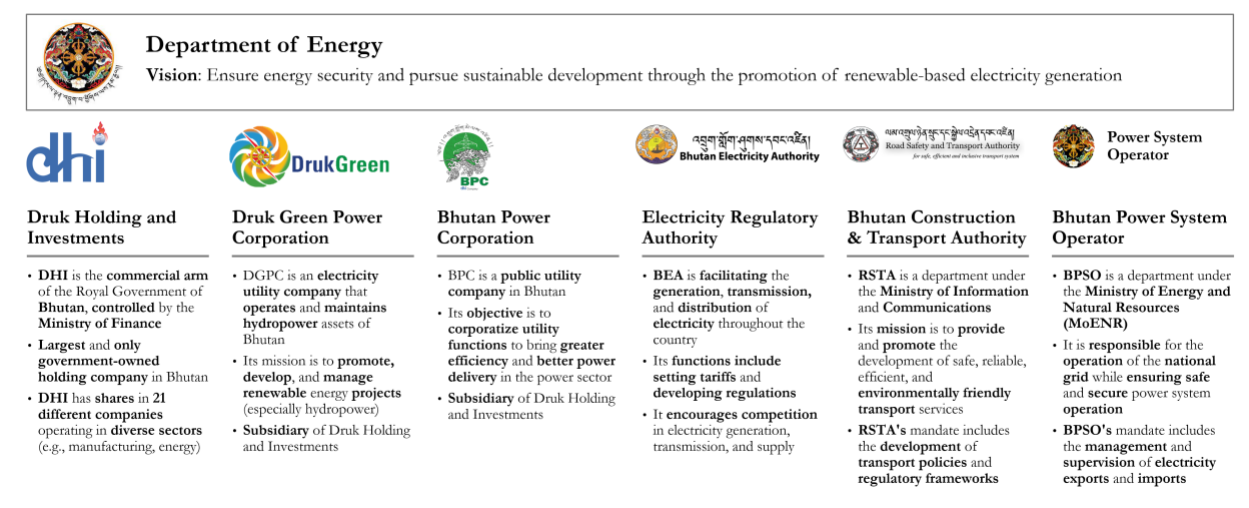 Department of Energy
Vision: Ensure energy security and pursue sustainable development through the promotion of renewable-based electricity generation
dhi
DrukGreen
BPC
Bhutan Electricity Authority
Road Safety and Transport Authority
for safe, efficient and inclusive transport system
Power System
Operator
Druk Holding and
Investments
• DHI is the commercial arm
of the Royal Government of
Bhutan, controlled by the
Ministry of Finance
• Largest and only
government-owned
holding company in Bhutan
• DHI has shares in 21
different companies
operating in diverse sectors
(e.g., manufacturing, energy)
Druk Green Power
Corporation
• DGPC is an electricity
utility company that
operates and maintains
hydropower assets of
Bhutan
• Its mission is to promote,
develop, and manage
renewable energy projects
(especially hydropower)
• Subsidiary of Druk Holding
and Investments
Bhutan Power
Corporation
• BPC is a public utility
company in Bhutan
• Its objective is to
corporatize utility
functions to bring greater
efficiency and better power
delivery in the power sector
• Subsidiary of Druk Holding
and Investments
Electricity Regulatory
Authority
• BEA is facilitating the
generation, transmission,
and distribution of
electricity throughout the
country
• Its functions include
setting tariffs and
developing regulations
• It encourages competition
in electricity generation,
transmission, and supply
Bhutan Construction
& Transport Authority
• RSTA is a department under
the Ministry of Information
and Communications
• Its mission is to provide
and promote the
development of safe, reliable,
efficient, and
environmentally friendly
transport services
• RSTA's mandate includes
the development of
transport policies and
regulatory frameworks
Bhutan Power System
Operator
• BPSO is a department under
the Ministry of Energy and
Natural Resources
(MoENR)
• It is responsible for the
operation of the national
grid while ensuring safe
and secure power system
operation
• BPSO's mandate includes
the management and
supervision of electricity
exports and imports